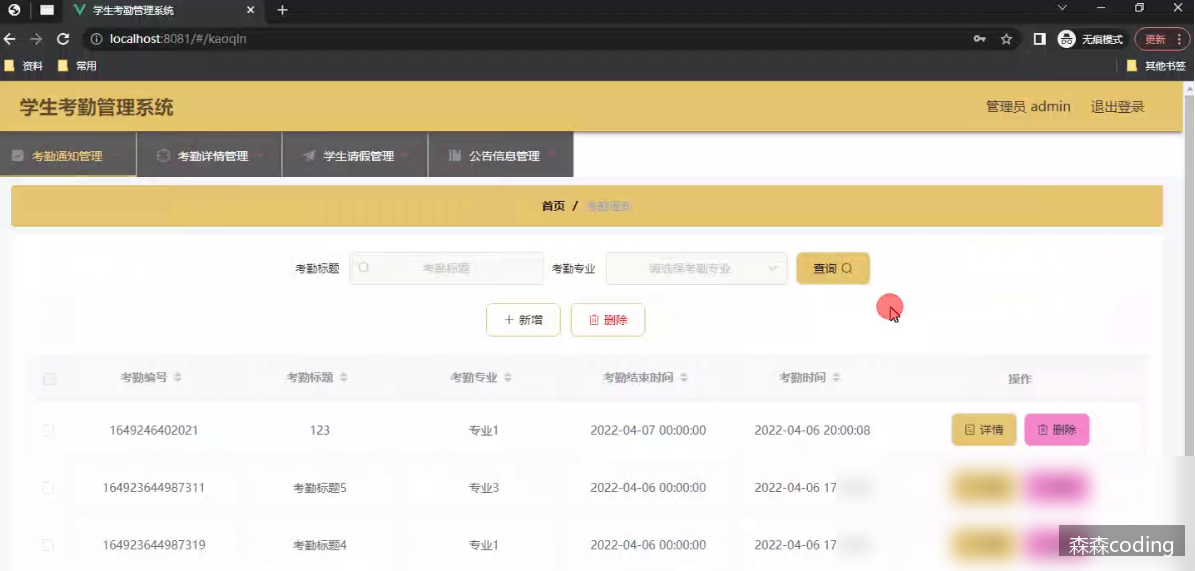 学生考勤管理系统
localhost:8081/#/kaoqin
无痕模式
更新
资料
常用
其他书签
学生考勤管理系统
管理员 admin
退出登录
考勤通知管理
考勤详情管理
学生请假管理
公告信息管理
首页 / 考勤通知
考勤标题
考勤标题
考勤专业
请选择考勤专业
查询
新增
删除
考勤编号 考勤标题 考勤专业 考勤结束时间 考勤时间 操作
1649246402021 123 专业1 2022-04-07 00:00:00 2022-04-06 20:00:08 详情 删除
164923644987311 考勤标题5 专业3 2022-04-06 00:00:00 2022-04-06 17
164923644987319 考勤标题4 专业1 2022-04-06 00:00:00 2022-04-06 17
森森coding